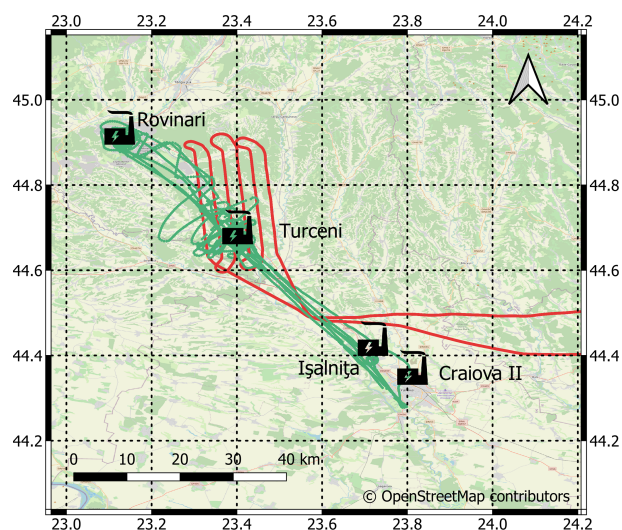 23.0 23.2 23.4 23.6 23.8 24.0 24.2
45.0 45.0
Rovinari
44.8 44.8
Turceni
44.6 44.6
44.4 44.4
Işalniţa Craiova II
44.2 44.2
0 10 20 30 40 km
© OpenStreetMap contributors
23.0 23.2 23.4 23.6 23.8 24.0 24.2